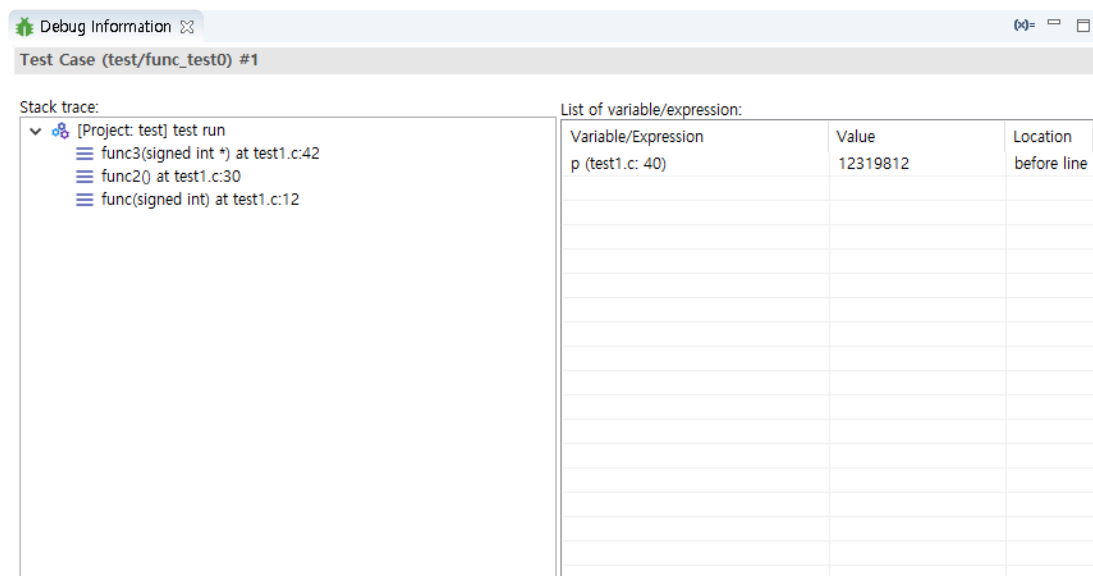 Debug Information
(x)=
Test Case (test/func_test0) #1
Stack trace:
[Project: test] test run
func3(signed int *) at test1.c:42
func2() at test1.c:30
func(signed int) at test1.c:12
List of variable/expression:
Variable/Expression Value Location
p (test1.c: 40) 12319812 before line